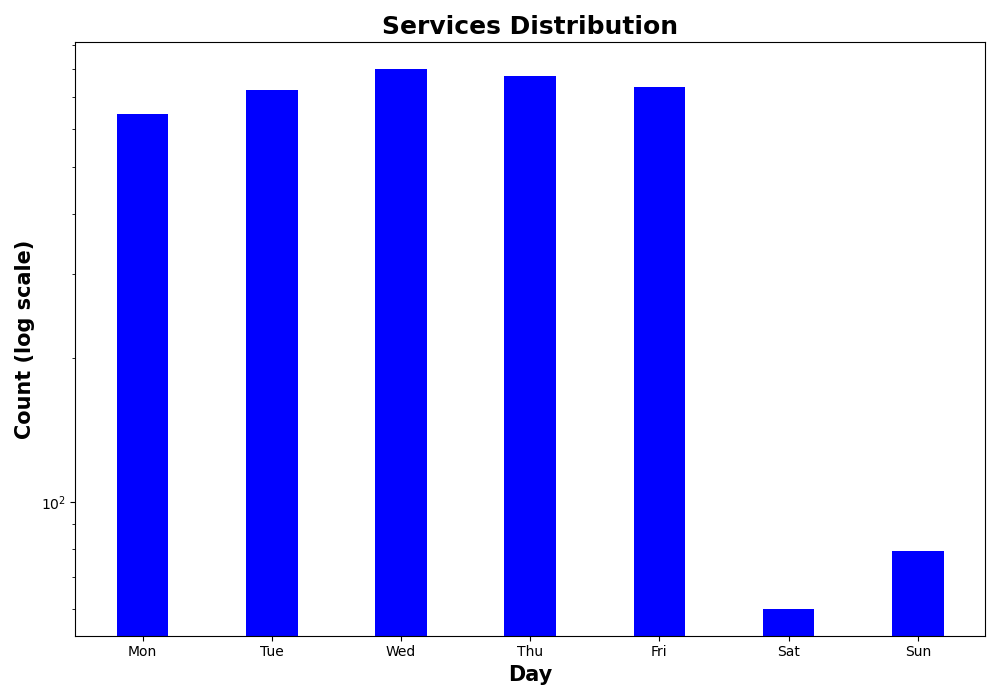 Services Distribution
Count (log scale)
10²
Mon Tue Wed Thu Fri Sat Sun
Day